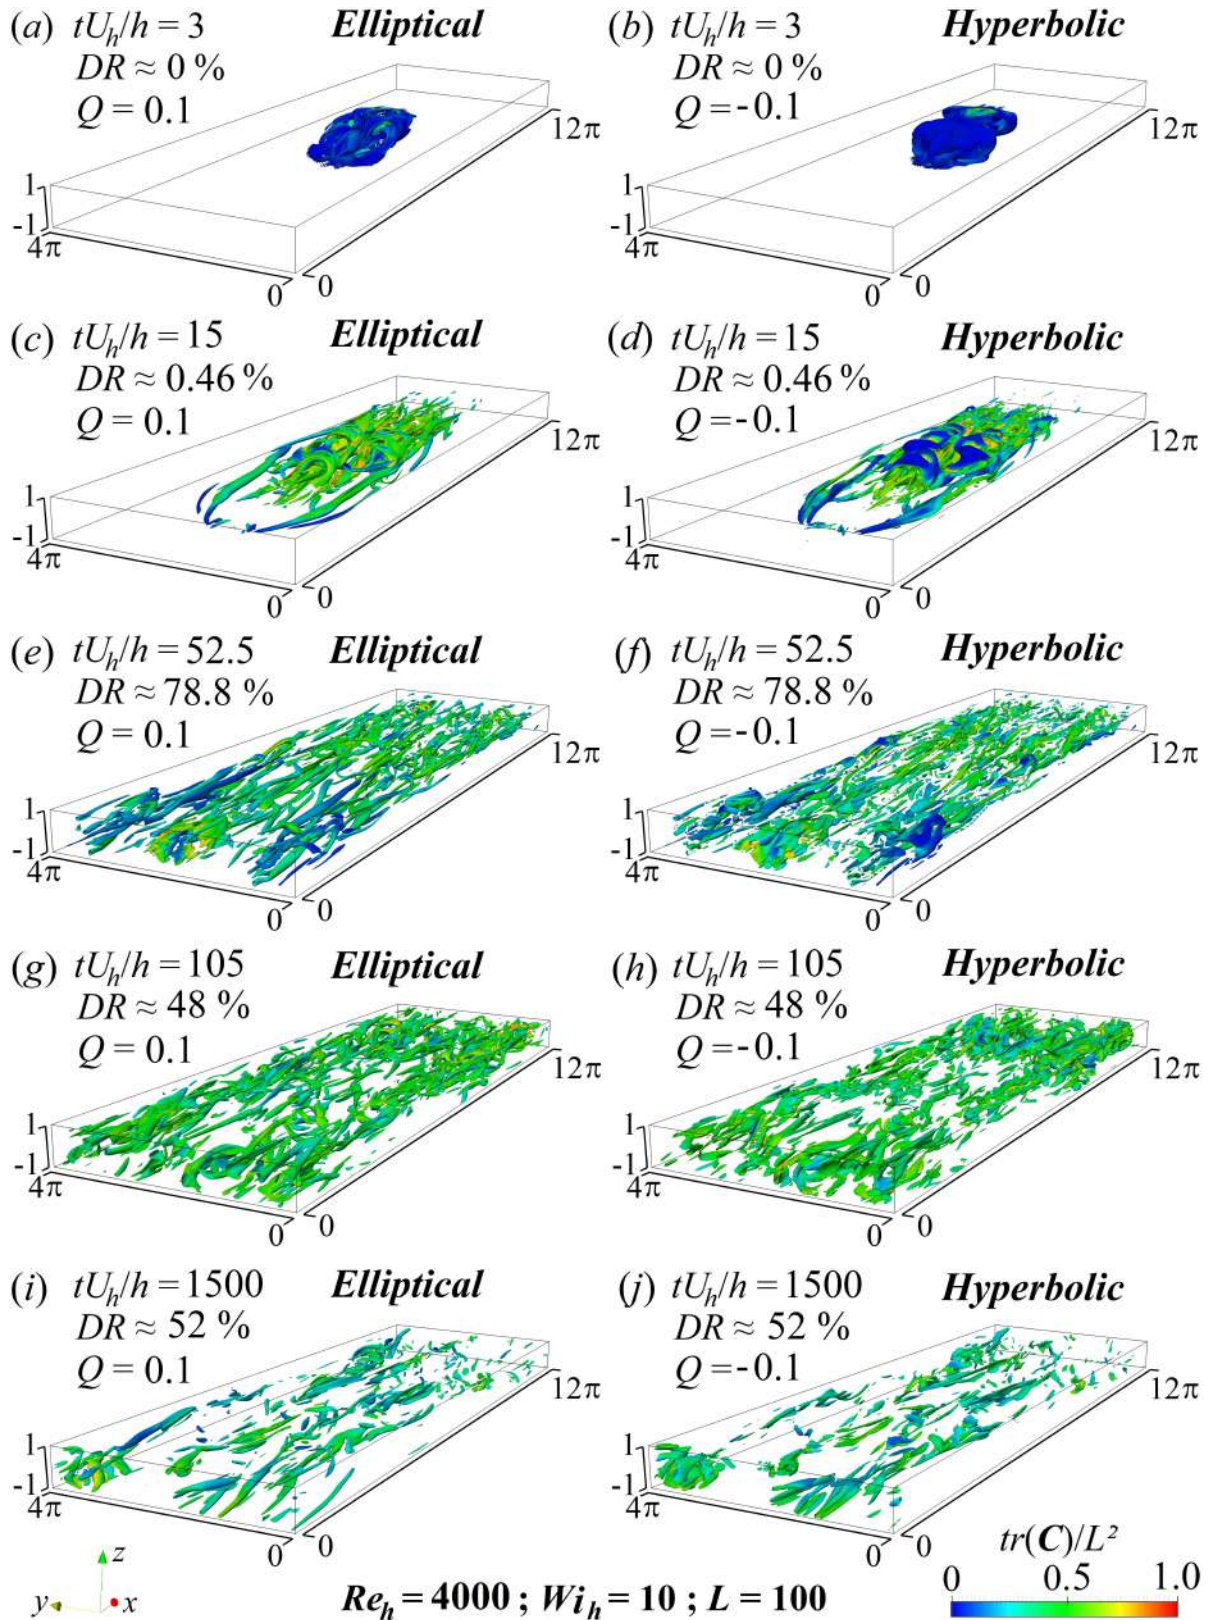 (a) tU_h/h = 3 Elliptical
DR ≈ 0 %
Q = 0.1
12π
1
-1
4π
0
0
(b) tU_h/h = 3 Hyperbolic
DR ≈ 0 %
Q = -0.1
12π
1
-1
4π
0
0
(c) tU_h/h = 15 Elliptical
DR ≈ 0.46 %
Q = 0.1
12π
1
-1
4π
0
0
(d) tU_h/h = 15 Hyperbolic
DR ≈ 0.46 %
Q = -0.1
12π
1
-1
4π
0
0
(e) tU_h/h = 52.5 Elliptical
DR ≈ 78.8 %
Q = 0.1
12π
1
-1
4π
0
0
(f) tU_h/h = 52.5 Hyperbolic
DR ≈ 78.8 %
Q = -0.1
12π
1
-1
4π
0
0
(g) tU_h/h = 105 Elliptical
DR ≈ 48 %
Q = 0.1
12π
1
-1
4π
0
0
(h) tU_h/h = 105 Hyperbolic
DR ≈ 48 %
Q = -0.1
12π
1
-1
4π
0
0
(i) tU_h/h = 1500 Elliptical
DR ≈ 52 %
Q = 0.1
12π
1
-1
4π
0
0
(j) tU_h/h = 1500 Hyperbolic
DR ≈ 52 %
Q = -0.1
12π
1
-1
4π
0
0
z
y
x
Re_h = 4000 ; Wi_h = 10 ; L = 100
tr(C)/L²
0 0.5 1.0